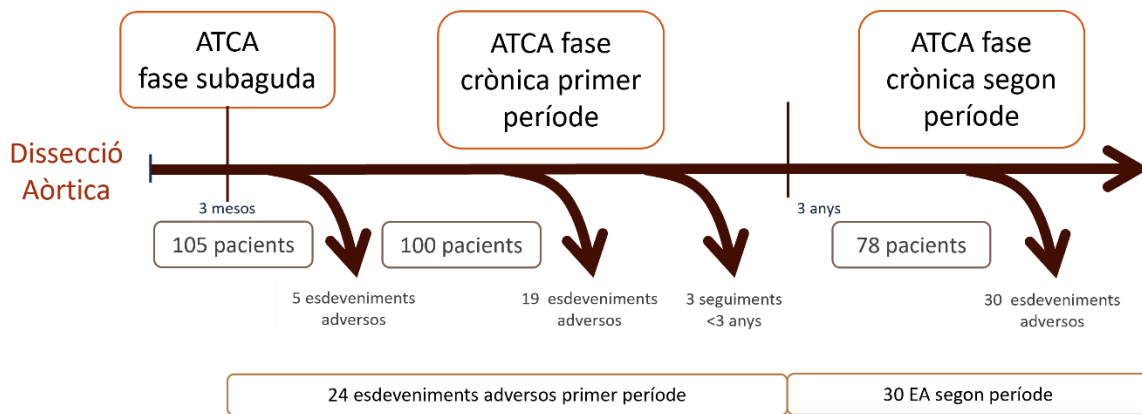 ATCA
fase subaguda
ATCA fase
crònica primer
període
ATCA fase
crònica segon
període
Dissecció
Aòrtica
3 mesos
3 anys
105 pacients
100 pacients
78 pacients
5 esdeveniments
adversos
19 esdeveniments
adversos
3 seguiments
<3 anys
30 esdeveniments
adversos
24 esdeveniments adversos primer període
30 EA segon període